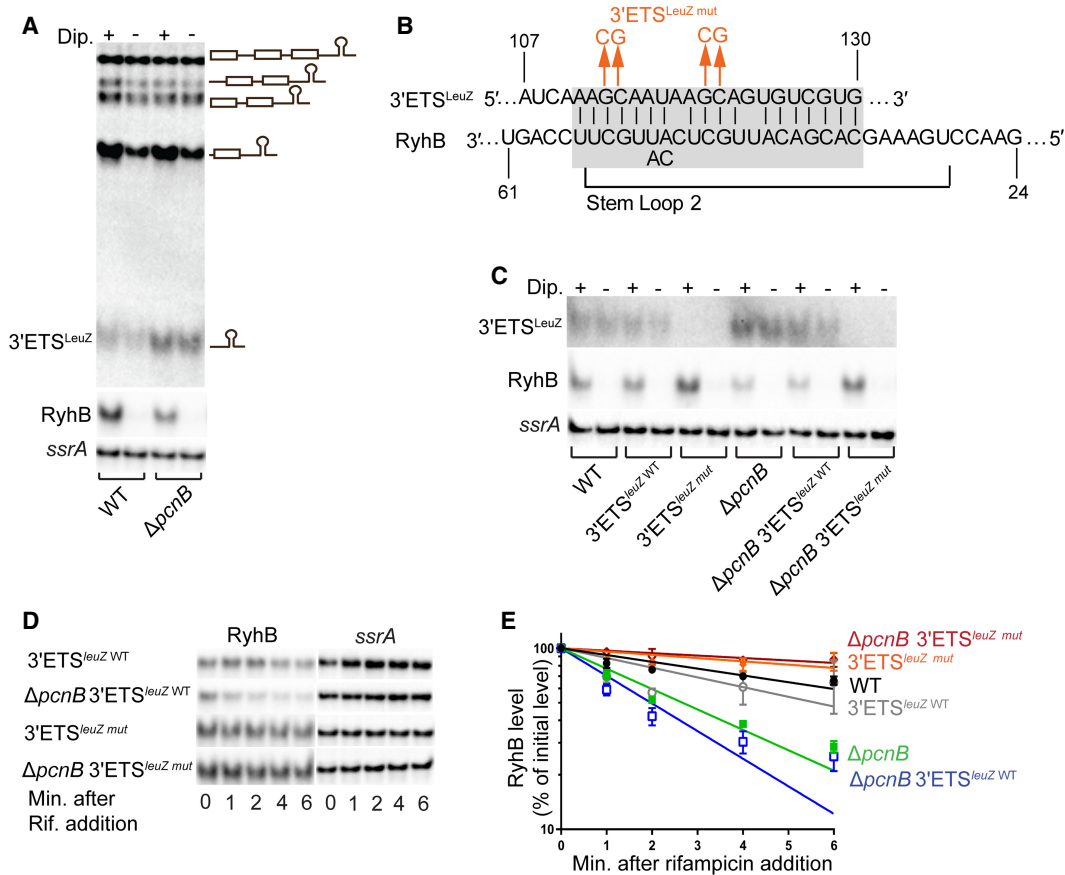 A
Dip. + - + -
3'ETS^LeuZ
RyhB
ssrA
WT ΔpcnB
B
3'ETS^LeuZ mut
CG CG
107 130
3'ETS^LeuZ 5'...AUCAAAGCAAUAAGCAGUGUCGUG ...3'
RyhB 3'...UGACCUUCGUUACUCGUUACAGCACGAAAGUCCAAG...5'
AC
61 24
Stem Loop 2
C
Dip. + - + - + - + - + - + -
3'ETS^LeuZ
RyhB
ssrA
WT
3'ETS^leuZ WT
3'ETS^leuZ mut
ΔpcnB
ΔpcnB 3'ETS^leuZ WT
ΔpcnB 3'ETS^leuZ mut
D
RyhB ssrA
3'ETS^leuZ WT
ΔpcnB 3'ETS^leuZ WT
3'ETS^leuZ mut
ΔpcnB 3'ETS^leuZ mut
Min. after 0 1 2 4 6 0 1 2 4 6
Rif. addition
E
RyhB level
(% of initial level)
100
10
0 1 2 3 4 5 6
Min. after rifampicin addition
ΔpcnB 3'ETS^leuZ mut
3'ETS^leuZ mut
WT
3'ETS^leuZ WT
ΔpcnB
ΔpcnB 3'ETS^leuZ WT